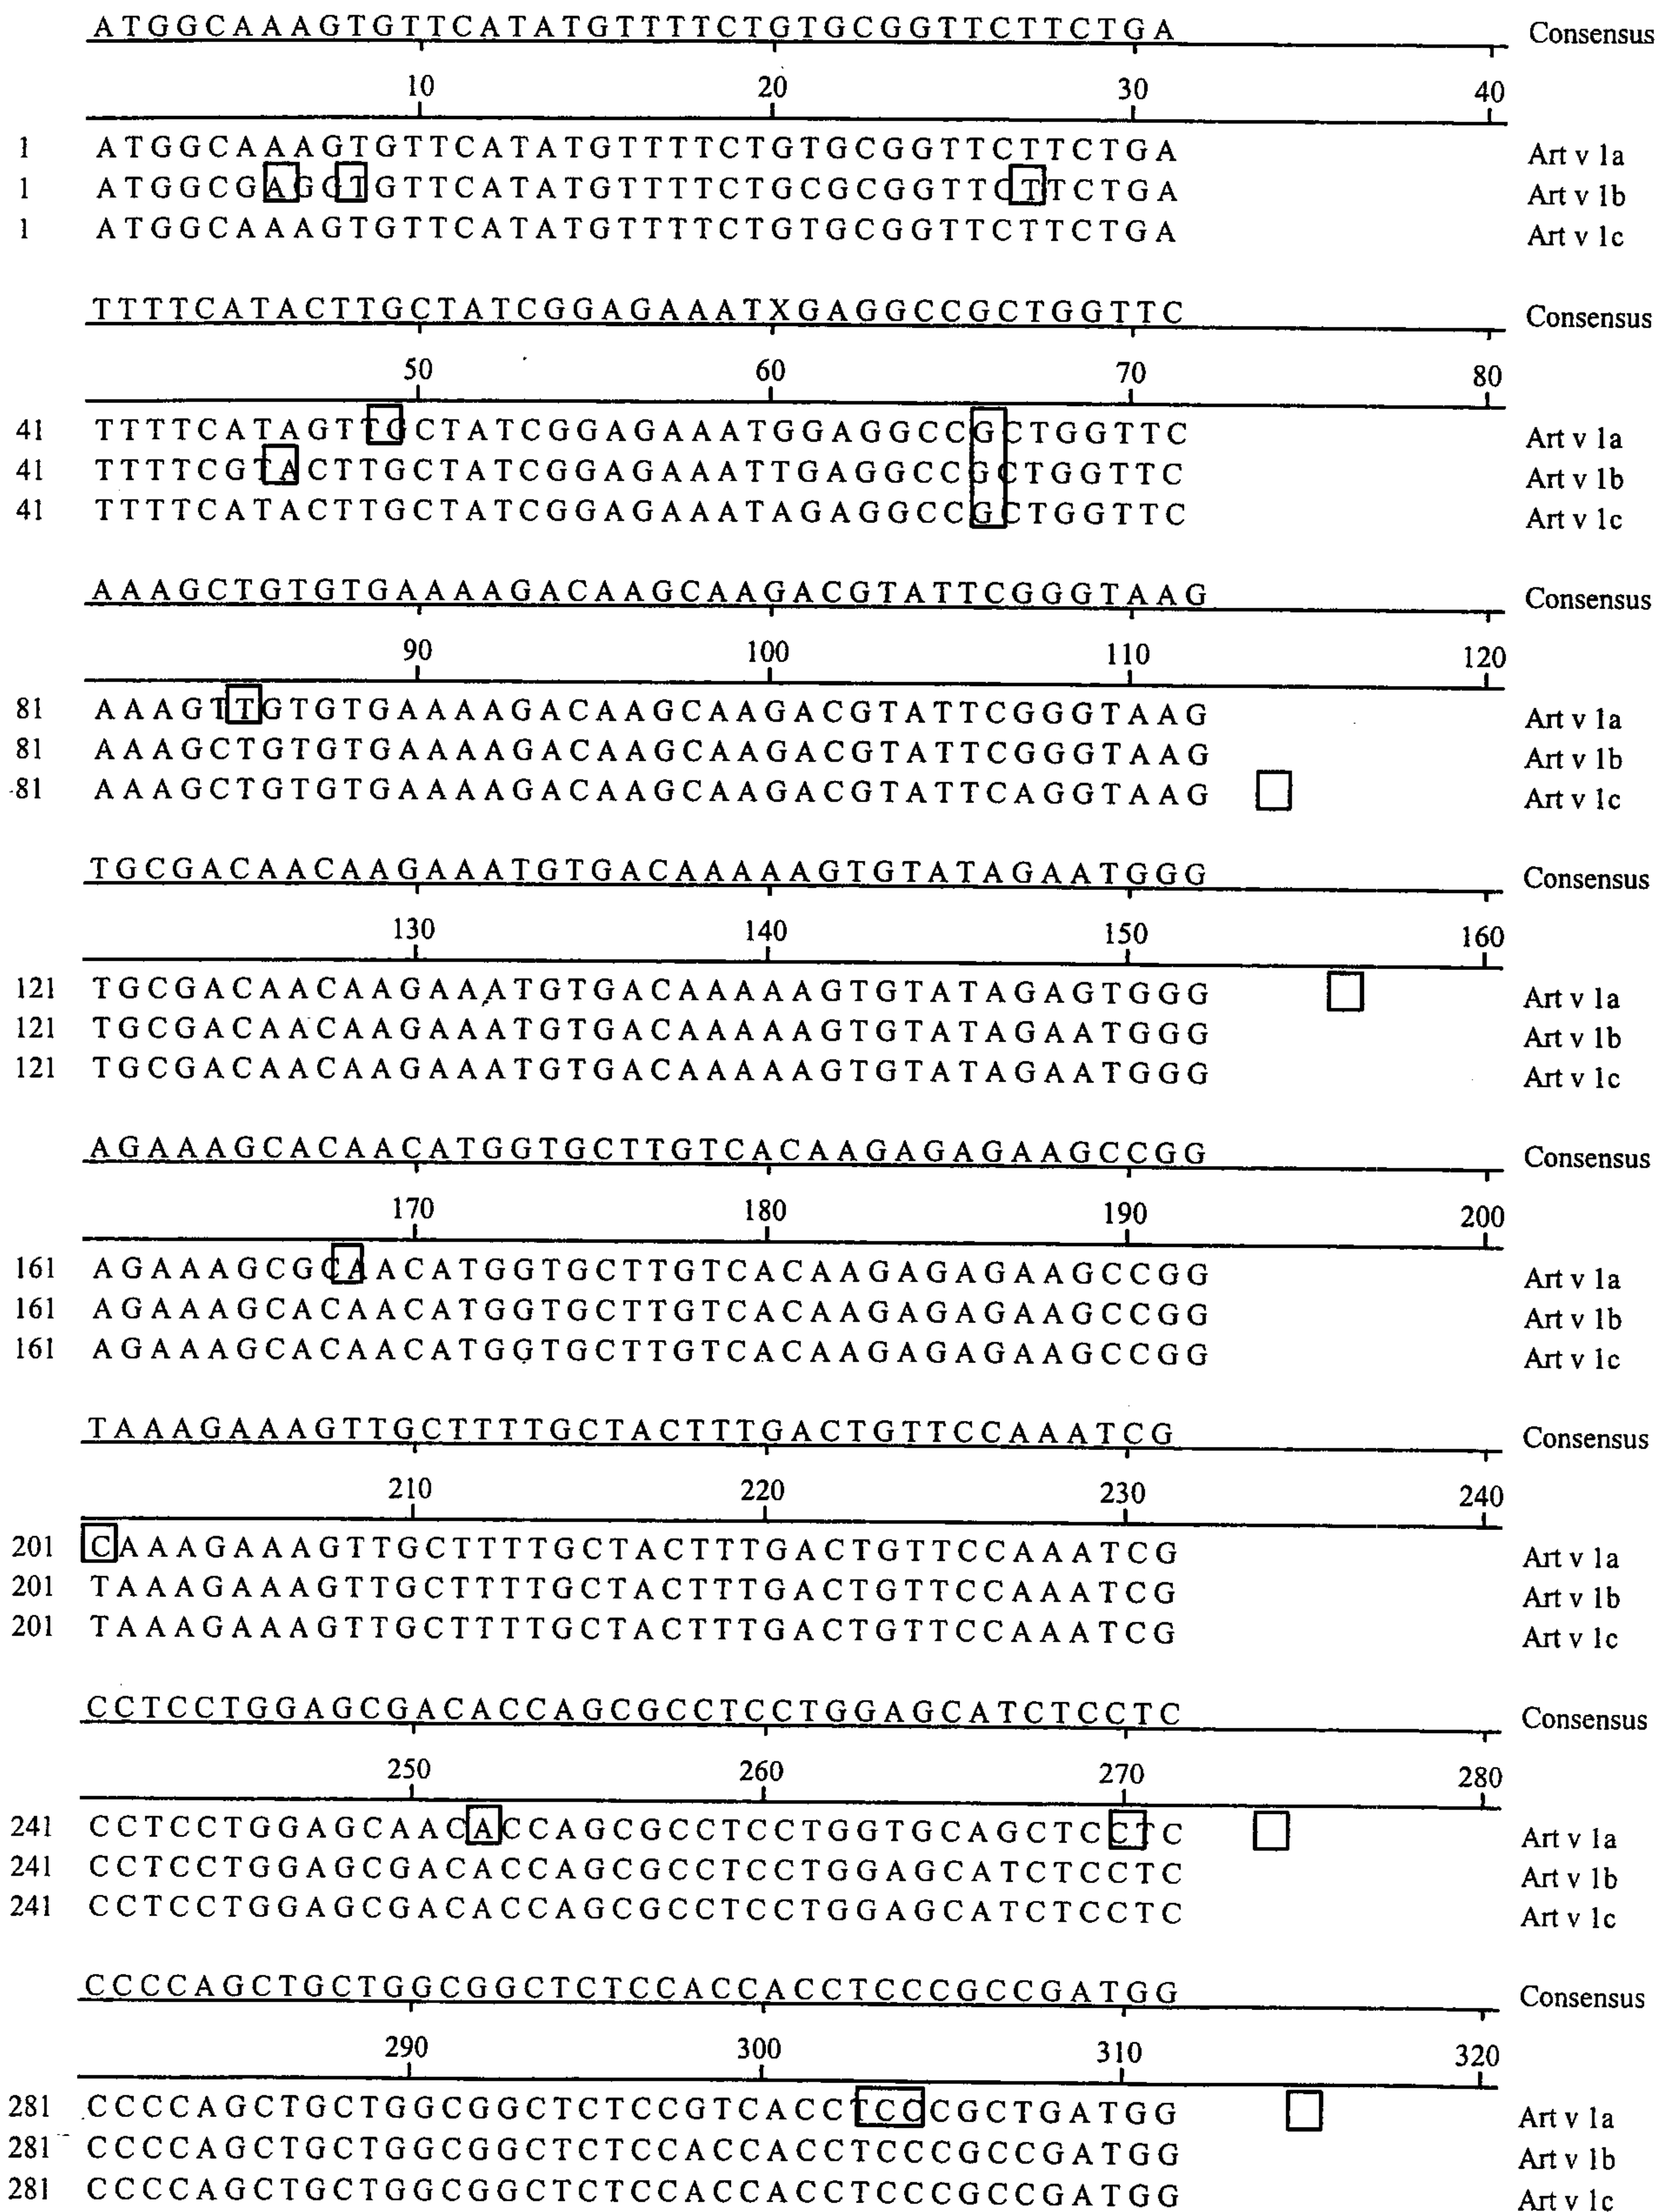 ATGGCAAAGTGTTCATATGTTTTCTGTGCGGTTCTTCTGA Consensus
10 20 30 40
1 ATGGCAAAGTGTTCATATGTTTTCTGTGCGGTTCTTCTGA Art v 1a
1 ATGGCGAGGTGTTCATATGTTTTCTGCGCGGTTCTTCTGA Art v 1b
1 ATGGCAAAGTGTTCATATGTTTTCTGTGCGGTTCTTCTGA Art v 1c
TTTTCATACTTGCTATCGGAGAAATXGAGGCCGCTGGTTC Consensus
50 60 70 80
41 TTTTCATAGTTGCTATCGGAGAAATGGAGGCCGCTGGTTC Art v 1a
41 TTTTCGTACTTGCTATCGGAGAAATTGAGGCCGCTGGTTC Art v 1b
41 TTTTCATACTTGCTATCGGAGAAATAGAGGCCGCTGGTTC Art v 1c
AAAGCTGTGTGAAAAGACAAGCAAGACGTATTCGGGTAAG Consensus
90 100 110 120
81 AAAGTTGTGTGAAAAGACAAGCAAGACGTATTCGGGTAAG Art v 1a
81 AAAGCTGTGTGAAAAGACAAGCAAGACGTATTCGGGTAAG Art v 1b
81 AAAGCTGTGTGAAAAGACAAGCAAGACGTATTCAGGTAAG Art v 1c
TGCGACAACAAGAAATGTGACAAAAAGTGTATAGAATGGG Consensus
130 140 150 160
121 TGCGACAACAAGAAATGTGACAAAAAGTGTATAGAGTGGG Art v 1a
121 TGCGACAACAAGAAATGTGACAAAAAGTGTATAGAATGGG Art v 1b
121 TGCGACAACAAGAAATGTGACAAAAAGTGTATAGAATGGG Art v 1c
AGAAAGCACAACATGGTGCTTGTCACAAGAGAGAAGCCGG Consensus
170 180 190 200
161 AGAAAGCGCAACATGGTGCTTGTCACAAGAGAGAAGCCGG Art v 1a
161 AGAAAGCACAACATGGTGCTTGTCACAAGAGAGAAGCCGG Art v 1b
161 AGAAAGCACAACATGGTGCTTGTCACAAGAGAGAAGCCGG Art v 1c
TAAAGAAAGTTGCTTTTGCTACTTTGACTGTTCCAAATCG Consensus
210 220 230 240
201 CAAAGAAAGTTGCTTTTGCTACTTTGACTGTTCCAAATCG Art v 1a
201 TAAAGAAAGTTGCTTTTGCTACTTTGACTGTTCCAAATCG Art v 1b
201 TAAAGAAAGTTGCTTTTGCTACTTTGACTGTTCCAAATCG Art v 1c
CCTCCTGGAGCGACACCAGCGCCTCCTGGAGCATCTCCTC Consensus
250 260 270 280
241 CCTCCTGGAGCAACACCAGCGCCTCCTGGTGCAGCTCCTC Art v 1a
241 CCTCCTGGAGCGACACCAGCGCCTCCTGGAGCATCTCCTC Art v 1b
241 CCTCCTGGAGCGACACCAGCGCCTCCTGGAGCATCTCCTC Art v 1c
CCCCAGCTGCTGGCGGCTCTCCACCACCTCCCGCCGATGG Consensus
290 300 310 320
281 CCCCAGCTGCTGGCGGCTCTCCGTCACCTCCCGCTGATGG Art v 1a
281 CCCCAGCTGCTGGCGGCTCTCCACCACCTCCCGCCGATGG Art v 1b
281 CCCCAGCTGCTGGCGGCTCTCCACCACCTCCCGCCGATGG Art v 1c